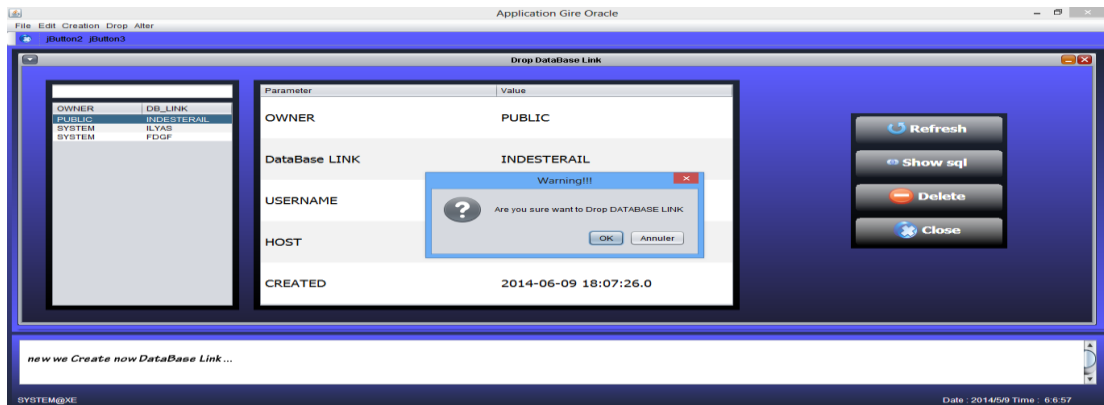 Application Gire Oracle
File Edit Creation Drop Alter
jButton2 jButton3
Drop DataBase Link
OWNER DB_LINK
PUBLIC INDESTERAIL
SYSTEM ILYAS
SYSTEM FDGF
Parameter Value
OWNER PUBLIC
DataBase LINK INDESTERAIL
USERNAME
HOST
CREATED 2014-06-09 18:07:26.0
Warning!!!
Are you sure want to Drop DATABASE LINK
OK Annuler
Refresh
Show sql
Delete
Close
new we Create now DataBase Link...
SYSTEM@XE
Date : 2014/5/9 Time : 6:6:57